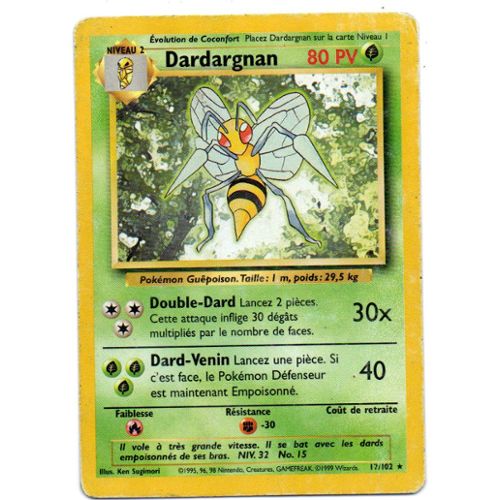 Évolution de Coconfort Placez Dardargnan sur la carte Niveau 1
NIVEAU 2
Dardargnan 80 PV
Pokémon Guêpoison. Taille: 1 m, poids: 29,5 kg
Double-Dard Lancez 2 pièces.
Cette attaque inflige 30 dégâts
multipliés par le nombre de faces.
30x
Dard-Venin Lancez une pièce. Si
c'est face, le Pokémon Défenseur
est maintenant Empoisonné.
40
Faiblesse Résistance Coût de retraite
-30
Il vole à très grande vitesse. Il se bat avec les dards
empoisonnés de ses bras. NIV. 32 No. 15
Illus. Ken Sugimori ©1995, 96, 98 Nintendo, Creatures, GAMEFREAK. ©1999 Wizards. 17/102 ★